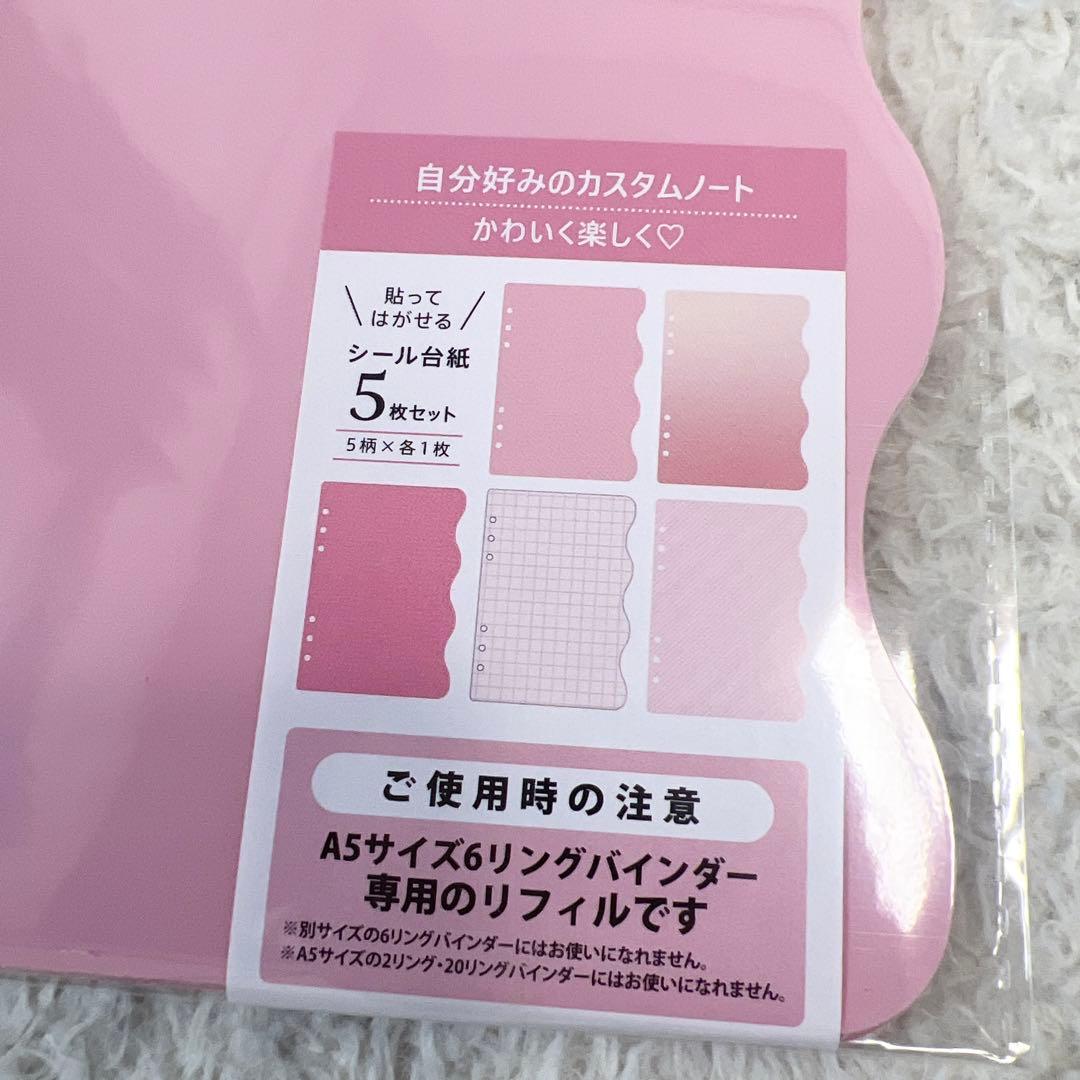 自分好みのカスタムノート
かわいく楽しく♡
貼って
はがせる
シール台紙
5枚セット
5柄×各1枚
ご使用時の注意
A5サイズ6リングバインダー
専用のリフィルです
※別サイズの6リングバインダーにはお使いになれません。
※A5サイズの2リング・20リングバインダーにはお使いになれません。